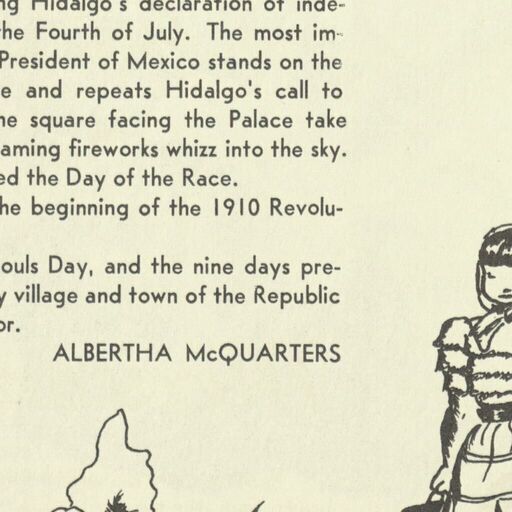 ng Hidalgo's declaration of inde-
the Fourth of July. The most im-
President of Mexico stands on the
e and repeats Hidalgo's call to
he square facing the Palace take
aming fireworks whizz into the sky.
ed the Day of the Race.
he beginning of the 1910 Revolu-
ouls Day, and the nine days pre-
y village and town of the Republic
or.
ALBERTHA McQUARTERS